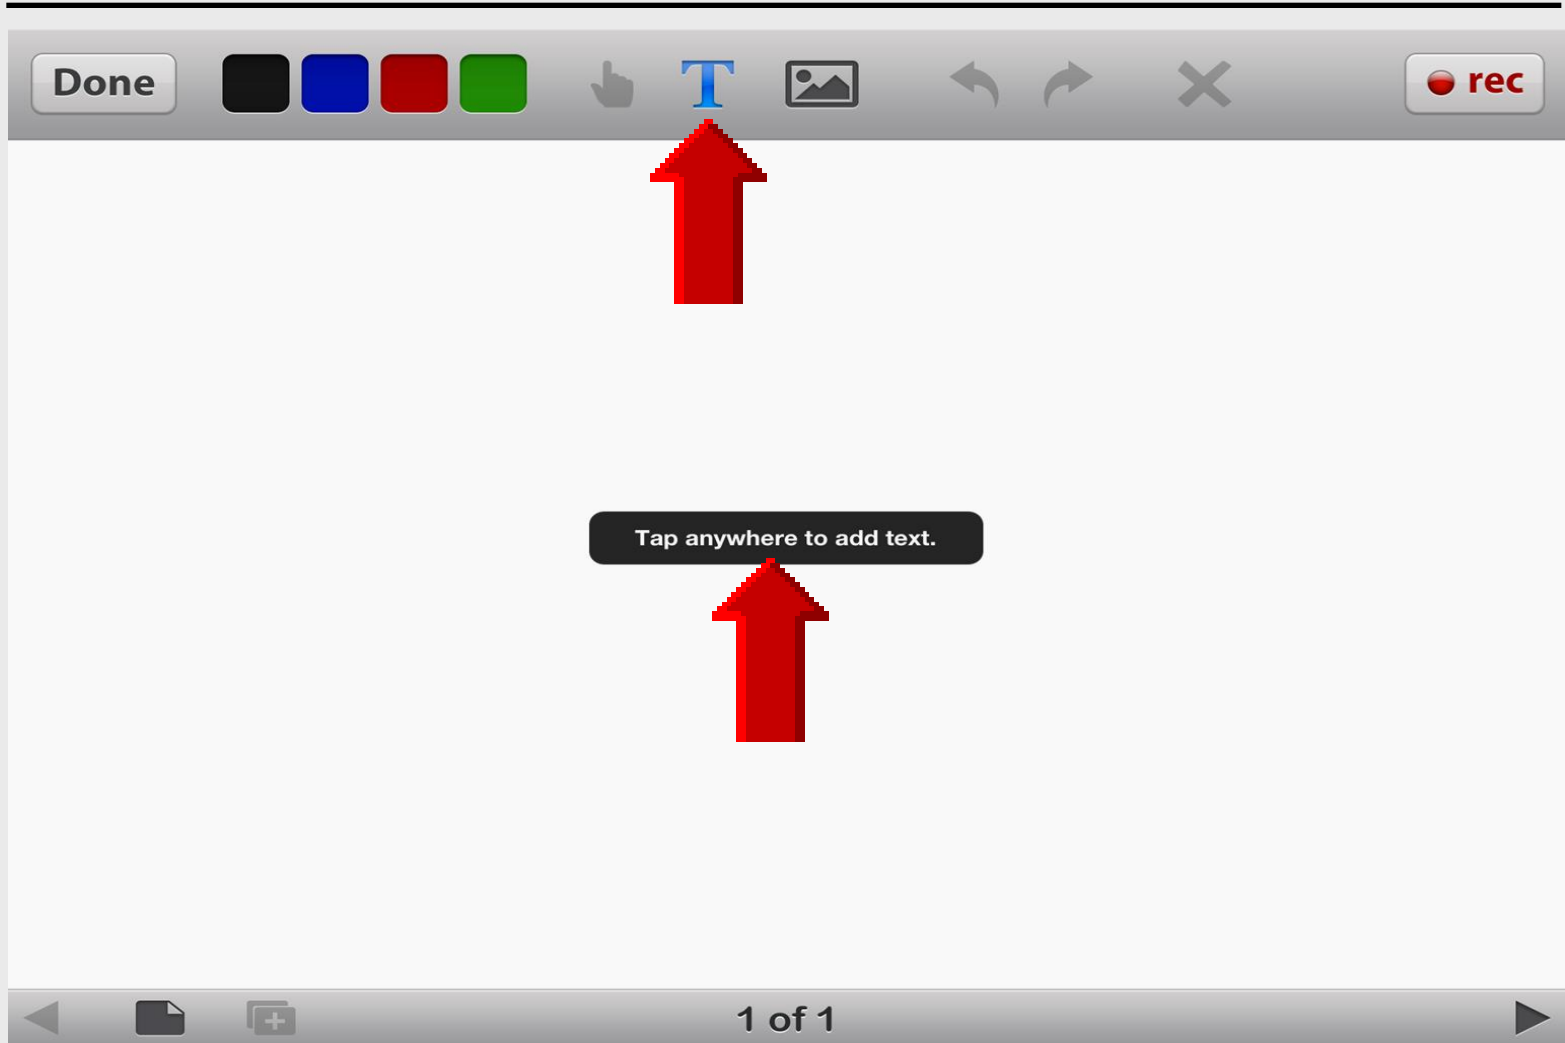 Done
T
rec
Tap anywhere to add text.
1 of 1